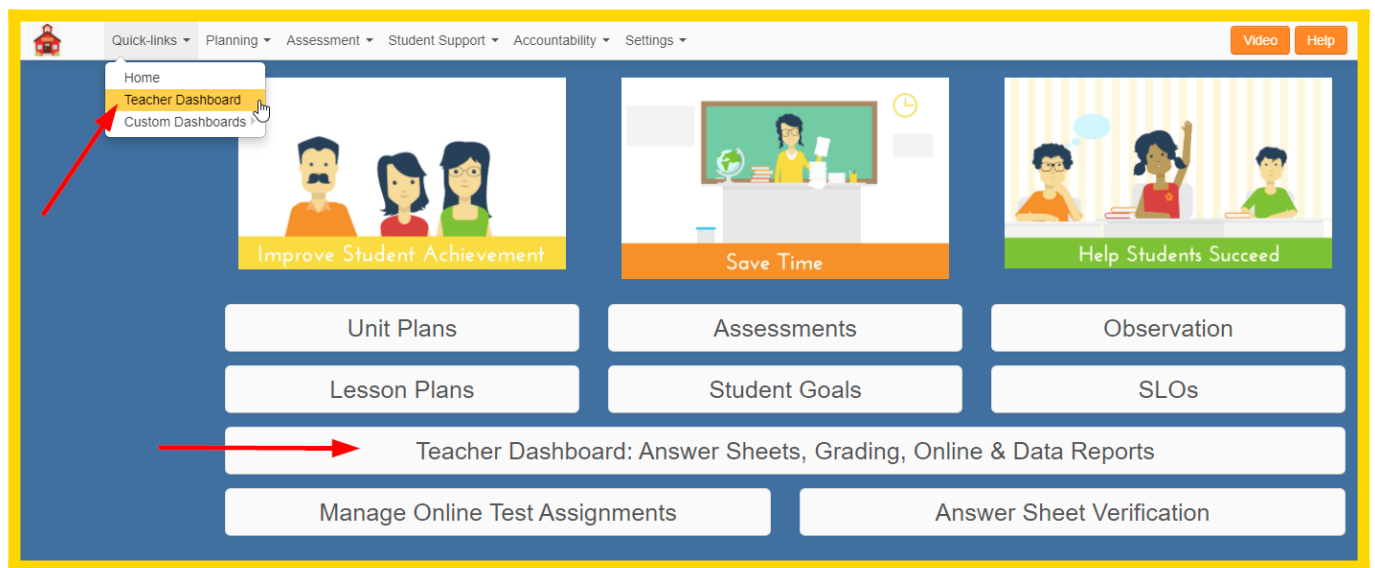 Quick-links Planning Assessment Student Support Accountability Settings Video Help
Home
Teacher Dashboard
Custom Dashboards
Improve Student Achievement
Save Time
Help Students Succeed
Unit Plans Assessments Observation
Lesson Plans Student Goals SLOs
Teacher Dashboard: Answer Sheets, Grading, Online & Data Reports
Manage Online Test Assignments Answer Sheet Verification